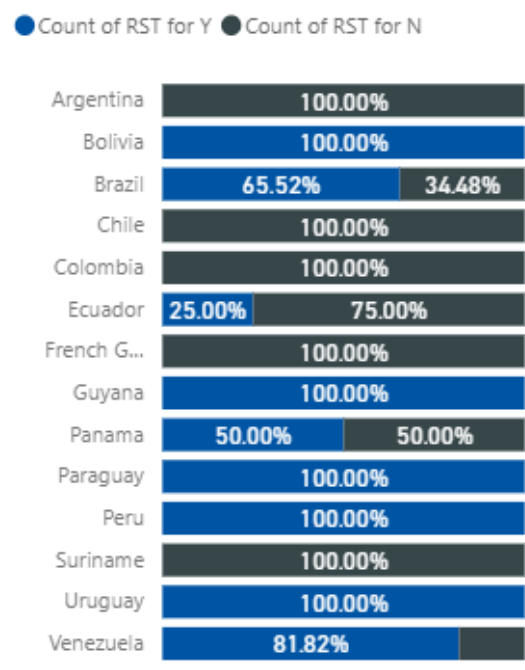 Count of RST for Y Count of RST for N
Argentina 100.00%
Bolivia 100.00%
Brazil 65.52% 34.48%
Chile 100.00%
Colombia 100.00%
Ecuador 25.00% 75.00%
French G... 100.00%
Guyana 100.00%
Panama 50.00% 50.00%
Paraguay 100.00%
Peru 100.00%
Suriname 100.00%
Uruguay 100.00%
Venezuela 81.82%